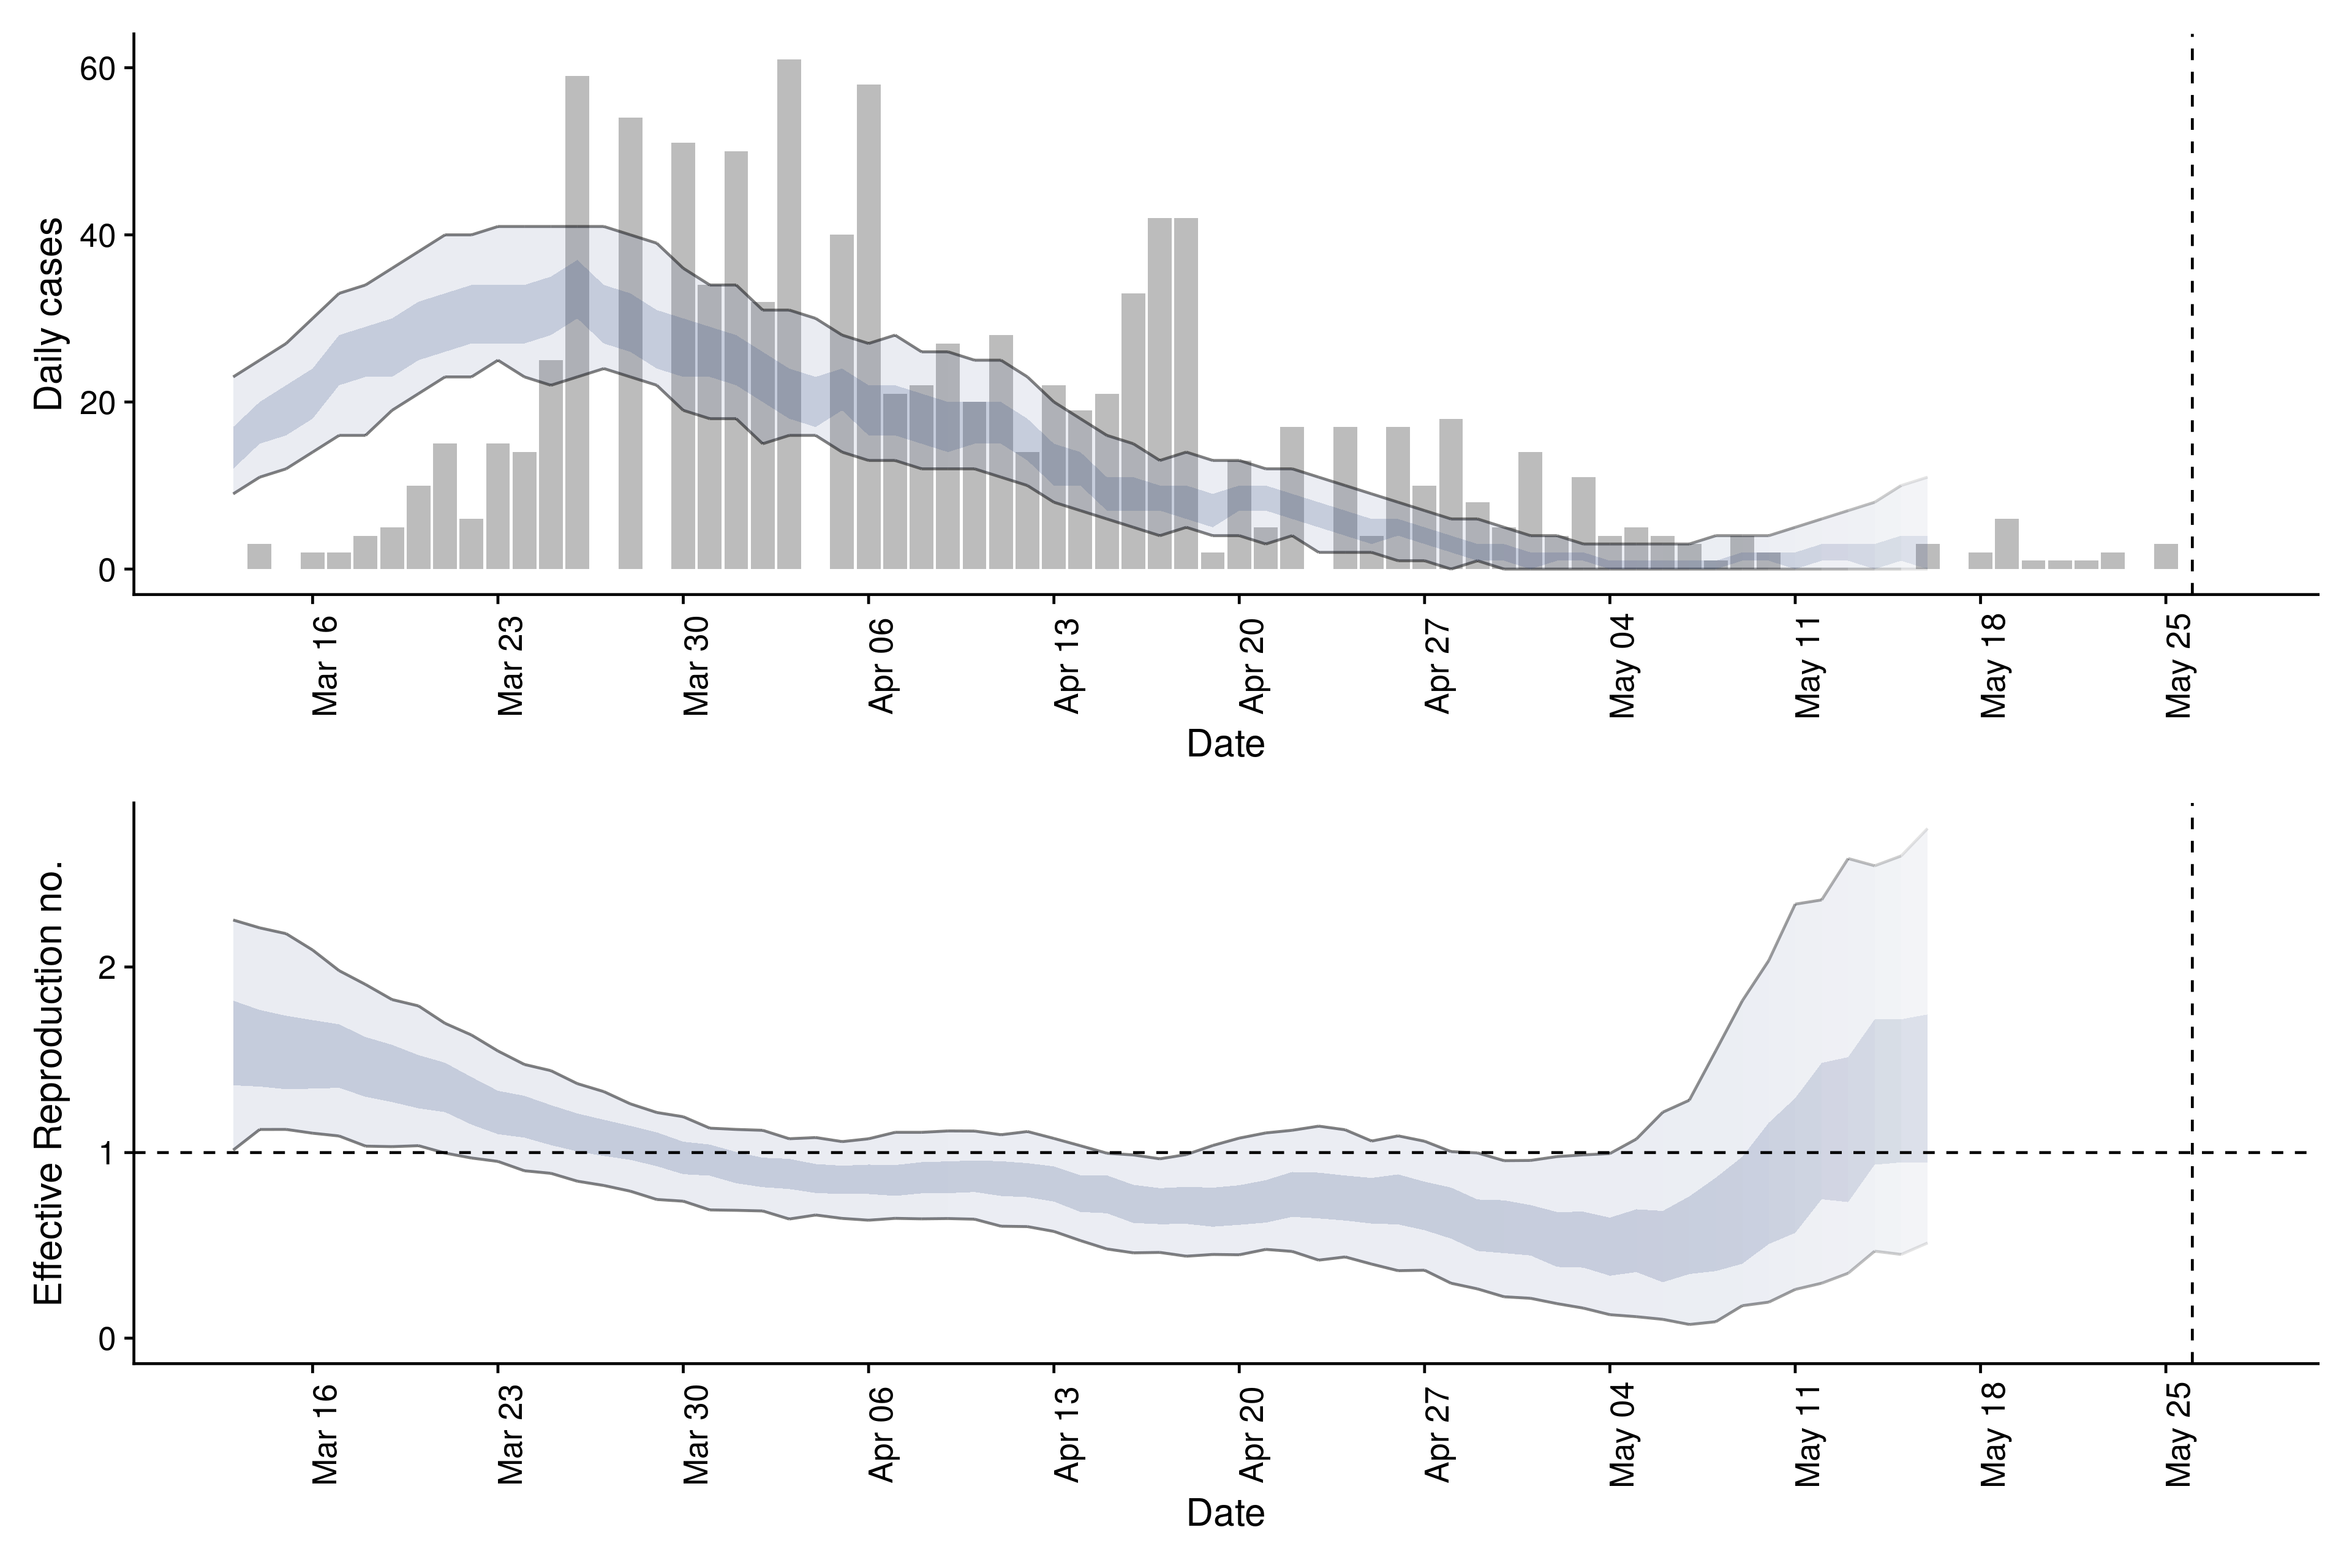 Daily cases
60
40
20
0
Mar 16
Mar 23
Mar 30
Apr 06
Apr 13
Apr 20
Apr 27
May 04
May 11
May 18
May 25
Date
Effective Reproduction no.
2
1
0
Mar 16
Mar 23
Mar 30
Apr 06
Apr 13
Apr 20
Apr 27
May 04
May 11
May 18
May 25
Date